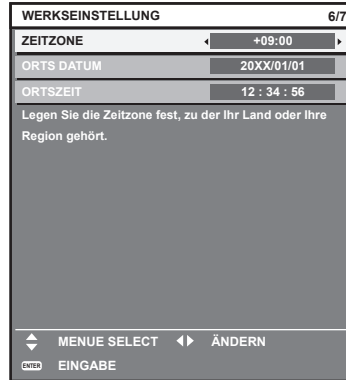 WERKSEINSTELLUNG 6/7
ZEITZONE +09:00
ORTS DATUM 20XX/01/01
ORTSZEIT 12 : 34 : 56
Legen Sie die Zeitzone fest, zu der Ihr Land oder Ihre
Region gehört.
MENUE SELECT ÄNDERN
ENTER EINGABE